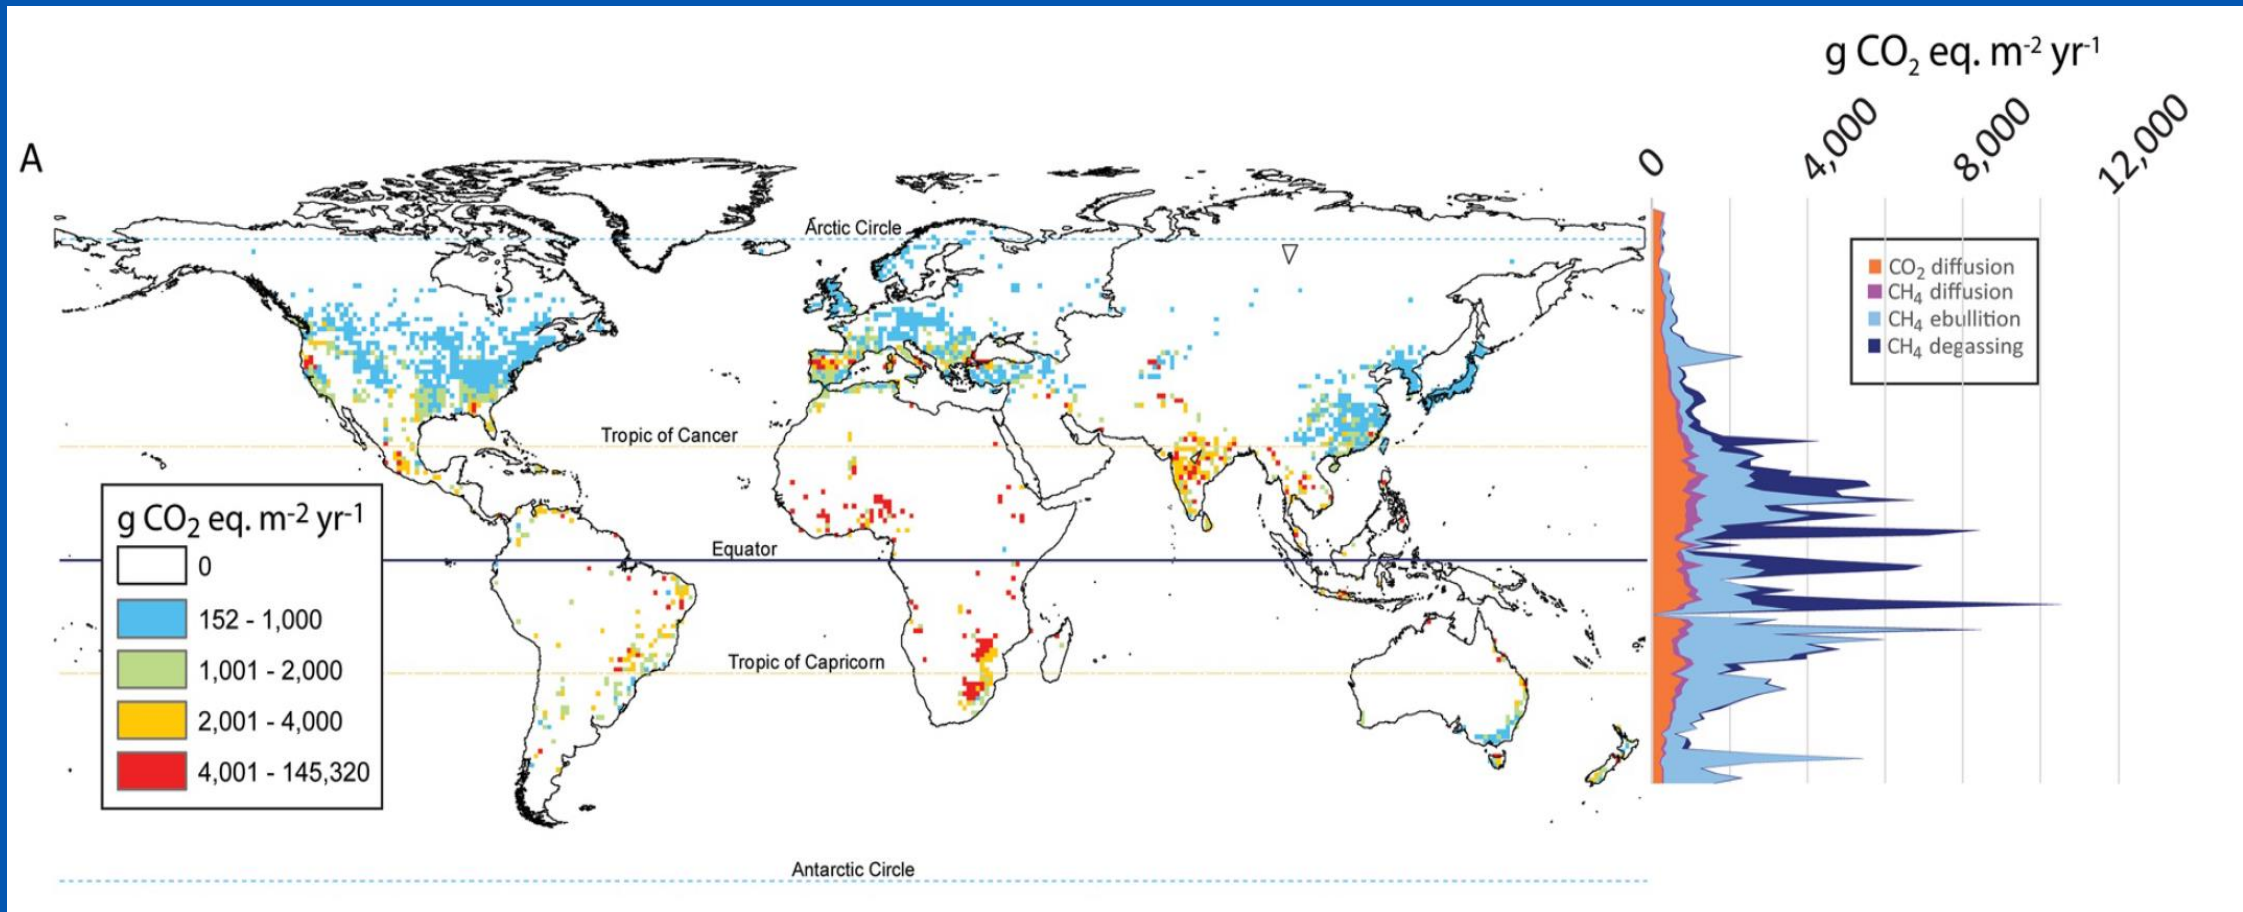 g CO₂ eq. m⁻² yr⁻¹
0
4,000
8,000
12,000
A
Arctic Circle
CO₂ diffusion
CH₄ diffusion
CH₄ ebullition
CH₄ degassing
Tropic of Cancer
g CO₂ eq. m⁻² yr⁻¹
0
152 - 1,000
1,001 - 2,000
2,001 - 4,000
4,001 - 145,320
Equator
Tropic of Capricorn
Antarctic Circle